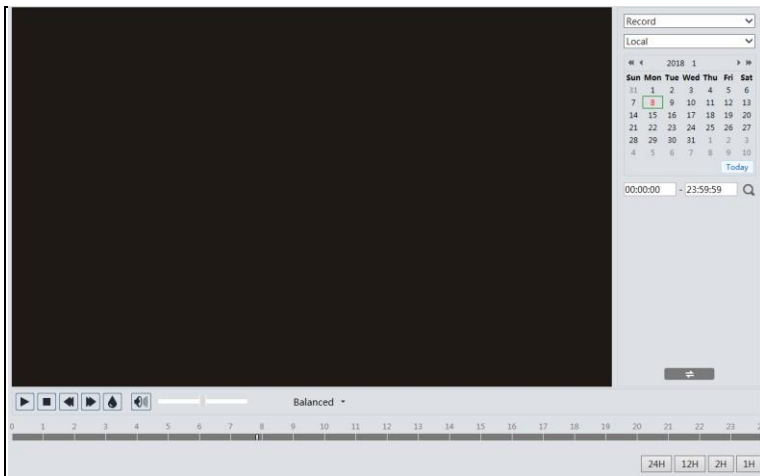 Record
Local
2018 1
Sun Mon Tue Wed Thu Fri Sat
31 1 2 3 4 5 6
7 8 9 10 11 12 13
14 15 16 17 18 19 20
21 22 23 24 25 26 27
28 29 30 31 1 2 3
4 5 6 7 8 9 10
Today
00:00:00 - 23:59:59
Balanced
0 1 2 3 4 5 6 7 8 9 10 11 12 13 14 15 16 17 18 19 20 21 22 23
24H 12H 2H 1H